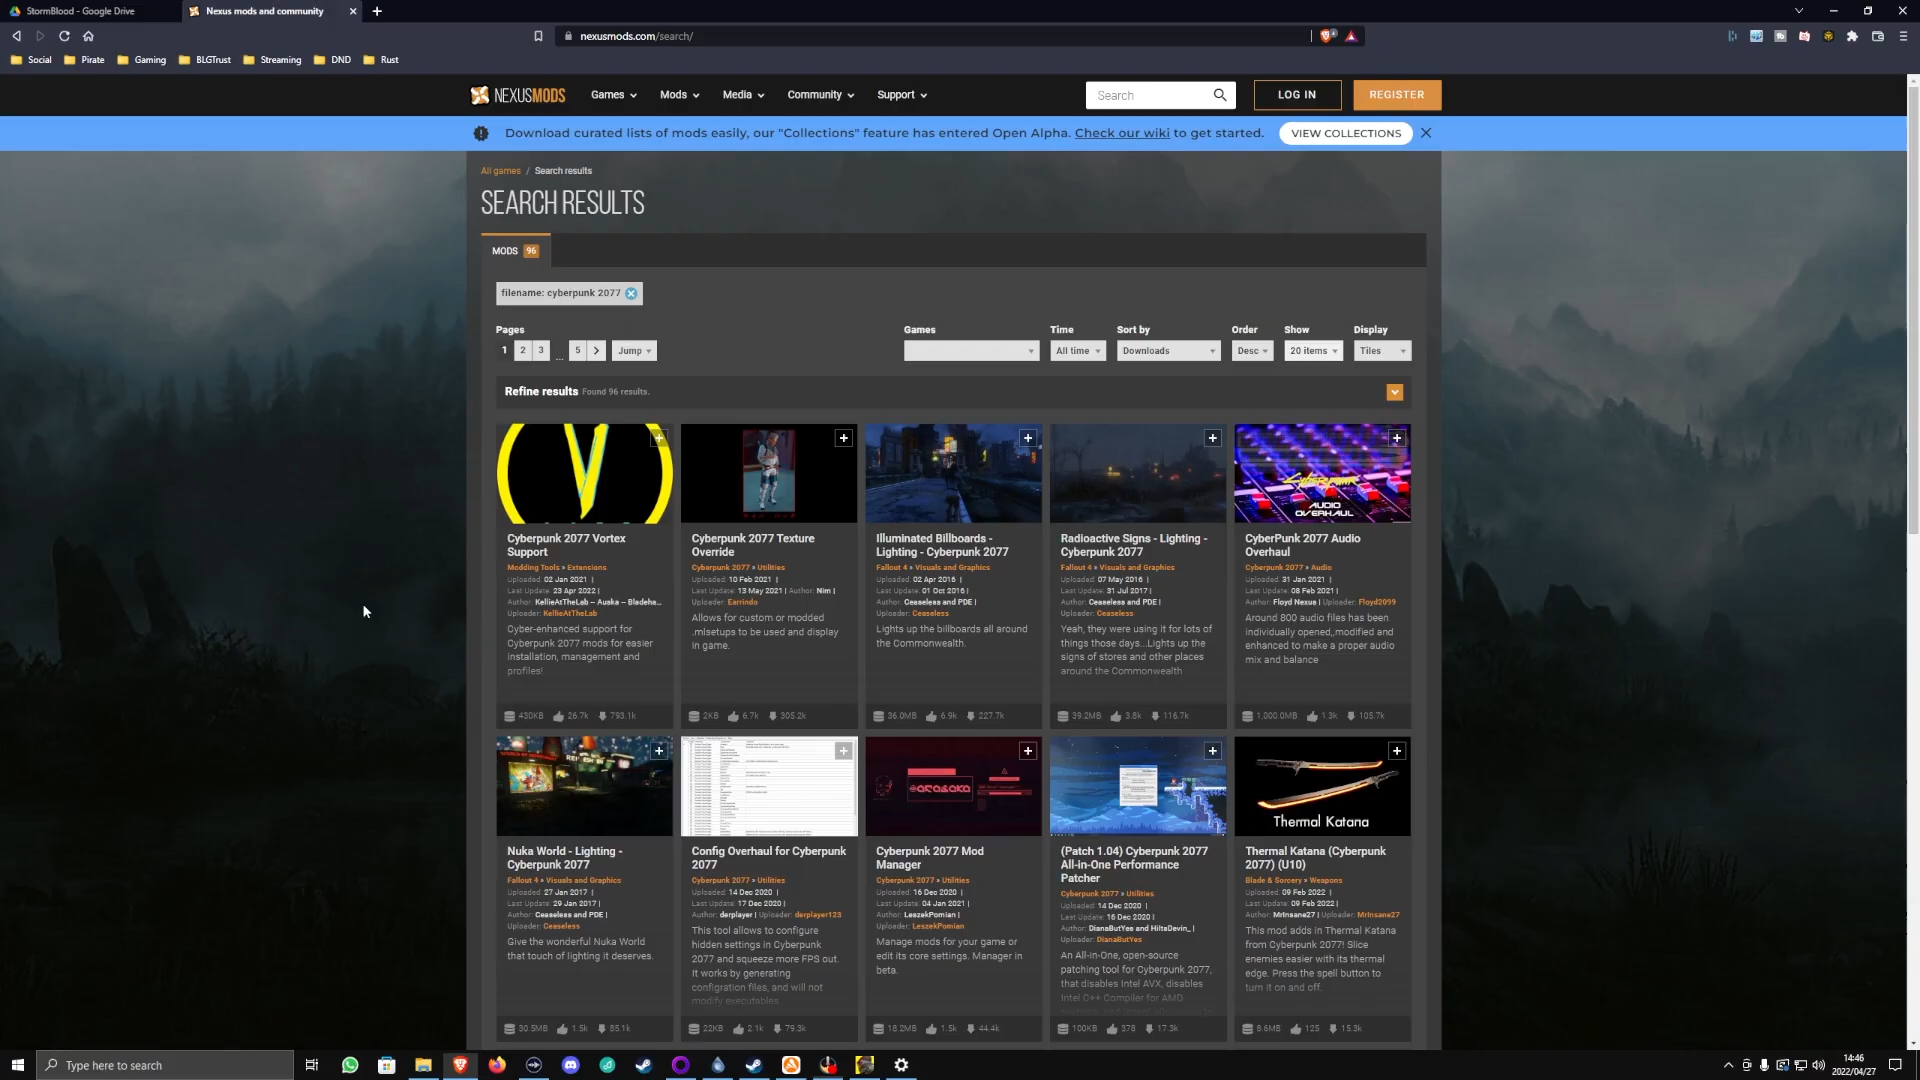 StormBlood - Google Drive
Nexus mods and community
nexusmods.com/search/
Social
Pirate
Gaming
BLGTrust
Streaming
DND
Rust
NEXUSMODS
Games
Mods
Media
Community
Support
Search
LOG IN
REGISTER
Download curated lists of mods easily, our "Collections" feature has entered Open Alpha. Check our wiki to get started.
VIEW COLLECTIONS
All games / Search results
SEARCH RESULTS
MODS 96
filename: cyberpunk 2077
Pages
Games
Time
Sort by
Order
Show
Display
1 2 3 ... 5
Jump
All time
Downloads
Desc
20 items
Tiles
Refine results Found 96 results.
Cyberpunk 2077 Vortex
Support
Modding Tools » Extensions
Uploaded: 02 Jan 2021 |
Last Update: 23 Apr 2022 |
Author: KellieAtTheLab -- Auska -- Bladeha...
Uploader: KellieAtTheLab
Cyber-enhanced support for
Cyberpunk 2077 mods for easier
installation, management and
profiles!
430KB 26.7k 793.1k
Cyberpunk 2077 Texture
Override
Cyberpunk 2077 » Utilities
Uploaded: 10 Feb 2021 |
Last Update: 13 May 2021 | Author: Nim |
Uploader: Earrindo
Allows for custom or modded
.mlsetups to be used and display
in game.
2KB 6.7k 305.2k
Illuminated Billboards -
Lighting - Cyberpunk 2077
Fallout 4 » Visuals and Graphics
Uploaded: 02 Apr 2016 |
Last Update: 01 Oct 2016 |
Author: Ceaseless and PDE |
Uploader: Ceaseless
Lights up the billboards all around
the Commonwealth.
36.0MB 6.9k 227.7k
Radioactive Signs - Lighting -
Cyberpunk 2077
Fallout 4 » Visuals and Graphics
Uploaded: 07 May 2016 |
Last Update: 31 Jul 2017 |
Author: Ceaseless and PDE |
Uploader: Ceaseless
Yeah, they were using it for lots of
things those days...Lights up the
signs of stores and other places
around the Commonwealth
39.2MB 3.8k 116.7k
CYBERPUNK
AUDIO
OVERHAUL
CyberPunk 2077 Audio
Overhaul
Cyberpunk 2077 » Audio
Uploaded: 31 Jan 2021 |
Last Update: 08 Feb 2021 |
Author: Floyd Nexus | Uploader: Floyd2099
Around 800 audio files has been
individually opened,,modified and
enhanced to make a proper audio
mix and balance
1,000.0MB 1.3k 105.7k
Nuka World - Lighting -
Cyberpunk 2077
Fallout 4 » Visuals and Graphics
Uploaded: 27 Jan 2017 |
Last Update: 29 Jan 2017 |
Author: Ceaseless and PDE |
Uploader: Ceaseless
Give the wonderful Nuka World
that touch of lighting it deserves.
30.5MB 1.5k 85.1k
Config Overhaul for Cyberpunk
2077
Cyberpunk 2077 » Utilities
Uploaded: 14 Dec 2020 |
Last Update: 17 Dec 2020 |
Author: derplayer | Uploader: derplayer123
This tool allows to configure
hidden settings in Cyberpunk
2077 and squeeze more FPS out.
It works by generating
configration files, and will not
modify executables
22KB 2.1k 79.3k
arasaka
Cyberpunk 2077 Mod
Manager
Cyberpunk 2077 » Utilities
Uploaded: 16 Dec 2020 |
Last Update: 04 Jan 2021 |
Author: LeszekPomian |
Uploader: LeszekPomian
Manage mods for your game or
edit its core settings. Manager in
beta.
18.2MB 1.5k 44.4k
(Patch 1.04) Cyberpunk 2077
All-in-One Performance
Patcher
Cyberpunk 2077 » Utilities
Uploaded: 14 Dec 2020 |
Last Update: 16 Dec 2020 |
Author: DianaButYes and HiltsDevin_ |
Uploader: DianaButYes
An All-in-One, open-source
patching tool for Cyberpunk 2077,
that disables Intel AVX, disables
Intel C++ Compiler for AMD
100KB 378 17.3k
Thermal Katana
Thermal Katana (Cyberpunk
2077) (U10)
Blade & Sorcery » Weapons
Uploaded: 09 Feb 2022 |
Last Update: 09 Feb 2022 |
Author: MrInsane27 | Uploader: MrInsane27
This mod adds in Thermal Katana
from Cyberpunk 2077! Slice
enemies easier with its thermal
edge. Press the spell button to
turn it on and off.
8.6MB 125 15.3k
Type here to search
14:46
2022/04/27